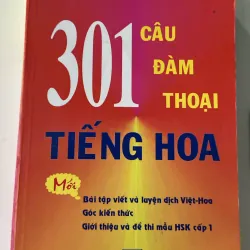 301 CÂU
ĐÀM
THOẠI
TIẾNG HOA
Mới
Bài tập viết và luyện dịch Việt-Hoa
Góc kiến thức
Giới thiệu và đề thi mẫu HSK cấp 1